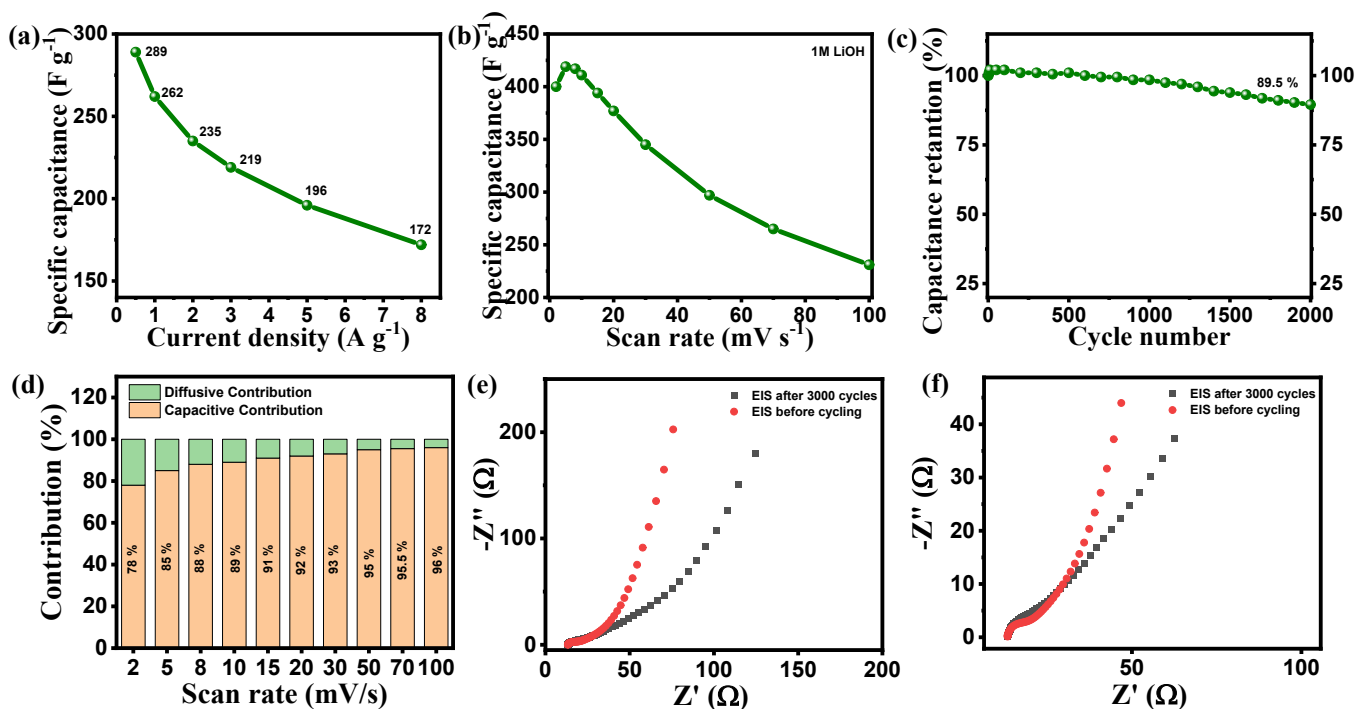 (a)
Specific capacitance (F g⁻¹)
300
250
200
150
289
262
235
219
196
172
0 1 2 3 4 5 6 7 8
Current density (A g⁻¹)
(b)
Specific capacitance (F g⁻¹)
450
400
350
300
250
200
1M LiOH
0 20 40 60 80 100
Scan rate (mV s⁻¹)
(c)
Capacitance retantion (%)
100
75
50
25
89.5 %
100
75
50
25
0 500 1000 1500 2000
Cycle number
(d)
Contribution (%)
120
100
80
60
40
20
0
Diffusive Contribution
Capacitive Contribution
78 %
85 %
88 %
89 %
91 %
92 %
93 %
95 %
95.5 %
96 %
2 5 8 10 15 20 30 50 70 100
Scan rate (mV/s)
(e)
-Z'' (Ω)
200
100
0
EIS after 3000 cycles
EIS before cycling
0 50 100 150 200
Z' (Ω)
(f)
-Z'' (Ω)
40
30
20
10
0
EIS after 3000 cycles
EIS before cycling
50 100
Z' (Ω)